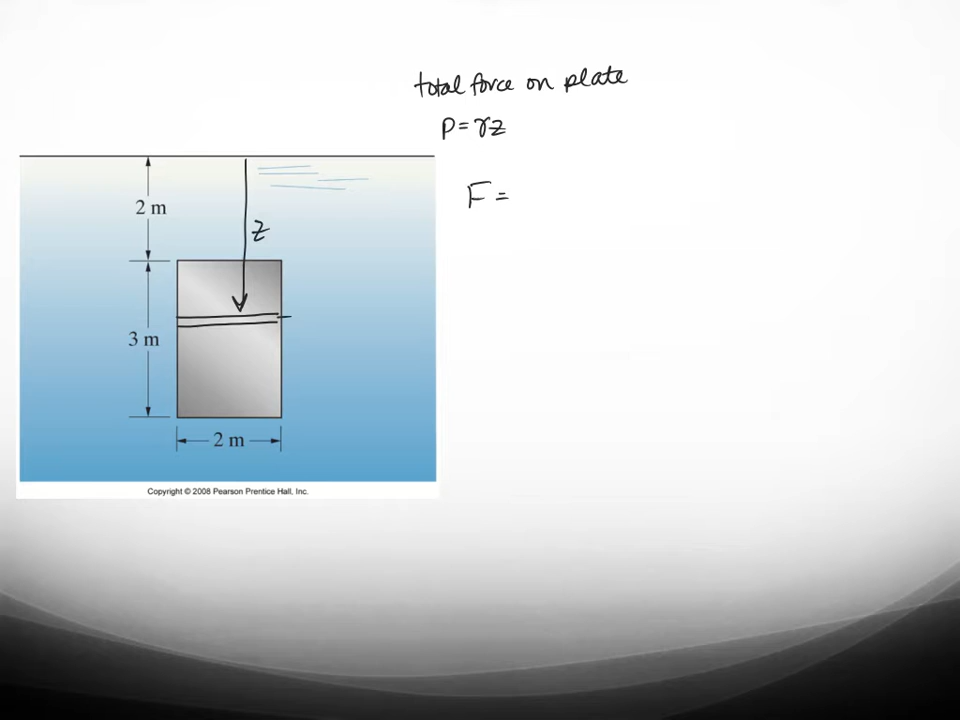 total force on plate
p=γz
F=
2 m
z
3 m
2 m
Copyright © 2008 Pearson Prentice Hall, Inc.